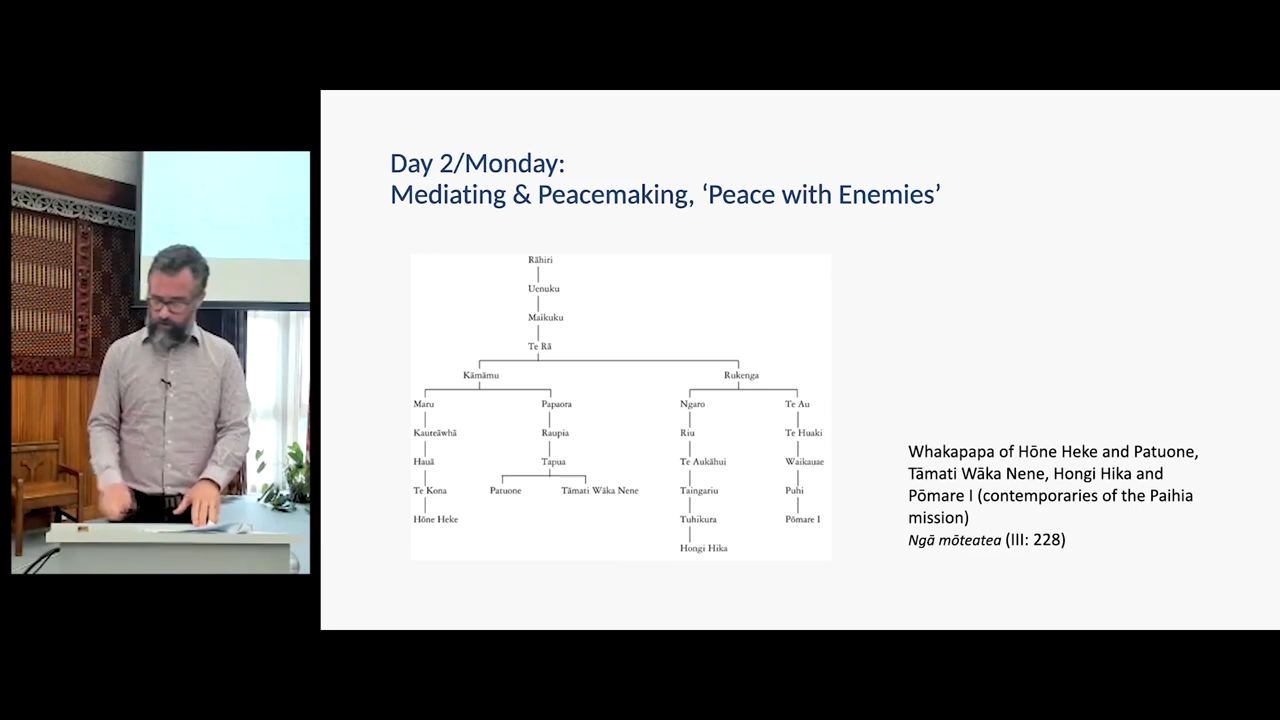 Day 2/Monday:
Mediating & Peacemaking, ‘Peace with Enemies’
Rāhiri
Uenuku
Maikuku
Te Rā
Kāmāmu Rukenga
Maru Papaora Ngaro Te Au
Kauteāwhā Raupia Riu Te Huaki
Hauā Tapua Te Aukāhui Waikauae
Te Kona Patuone Tāmati Wāka Nene Taingariu Puhi
Hōne Heke Tuhikura Pōmare I
Hongi Hika
Whakapapa of Hōne Heke and Patuone,
Tāmati Wāka Nene, Hongi Hika and
Pōmare I (contemporaries of the Paihia
mission)
Ngā mōteatea (III: 228)